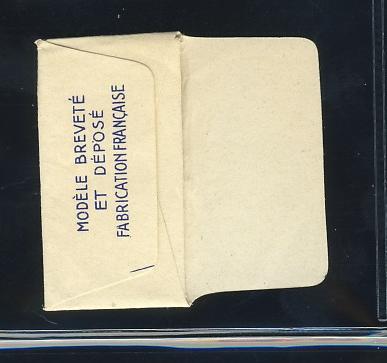 MODÈLE BREVETÉ
ET DÉPOSÉ
FABRICATION FRANÇAISE